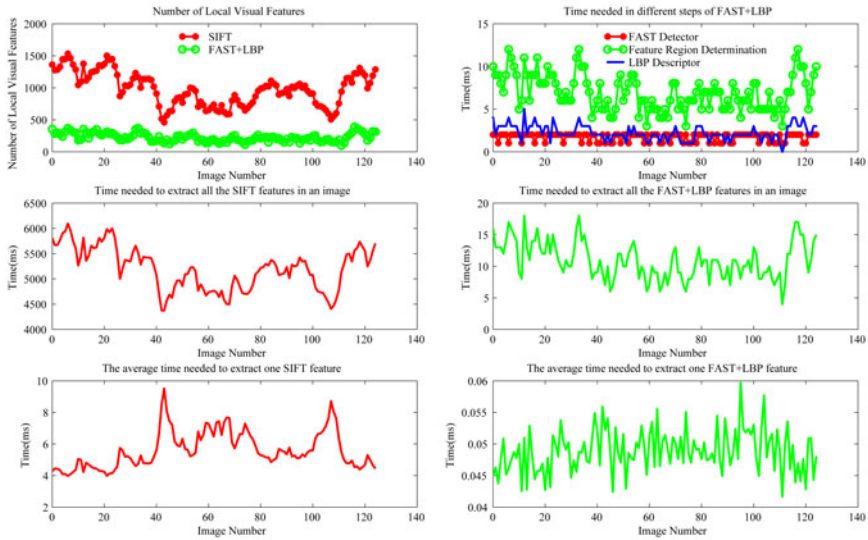 Number of Local Visual Features
Number of Local Visual Features
2000
1500
1000
500
0
SIFT
FAST+LBP
0 20 40 60 80 100 120 140
Image Number
Time needed in different steps of FAST+LBP
Time(ms)
15
10
5
0
FAST Detector
Feature Region Determination
LBP Descriptor
0 20 40 60 80 100 120 140
Image Number
Time needed to extract all the SIFT features in an image
Time(ms)
6500
6000
5500
5000
4500
4000
0 20 40 60 80 100 120 140
Image Number
Time needed to extract all the FAST+LBP features in an image
Time(ms)
20
15
10
5
0
0 20 40 60 80 100 120 140
Image Number
The average time needed to extract one SIFT feature
Time(ms)
10
8
6
4
2
0 20 40 60 80 100 120 140
Image Number
The average time needed to extract one FAST+LBP feature
Time(ms)
0.06
0.055
0.05
0.045
0.04
0 20 40 60 80 100 120 140
Image Number